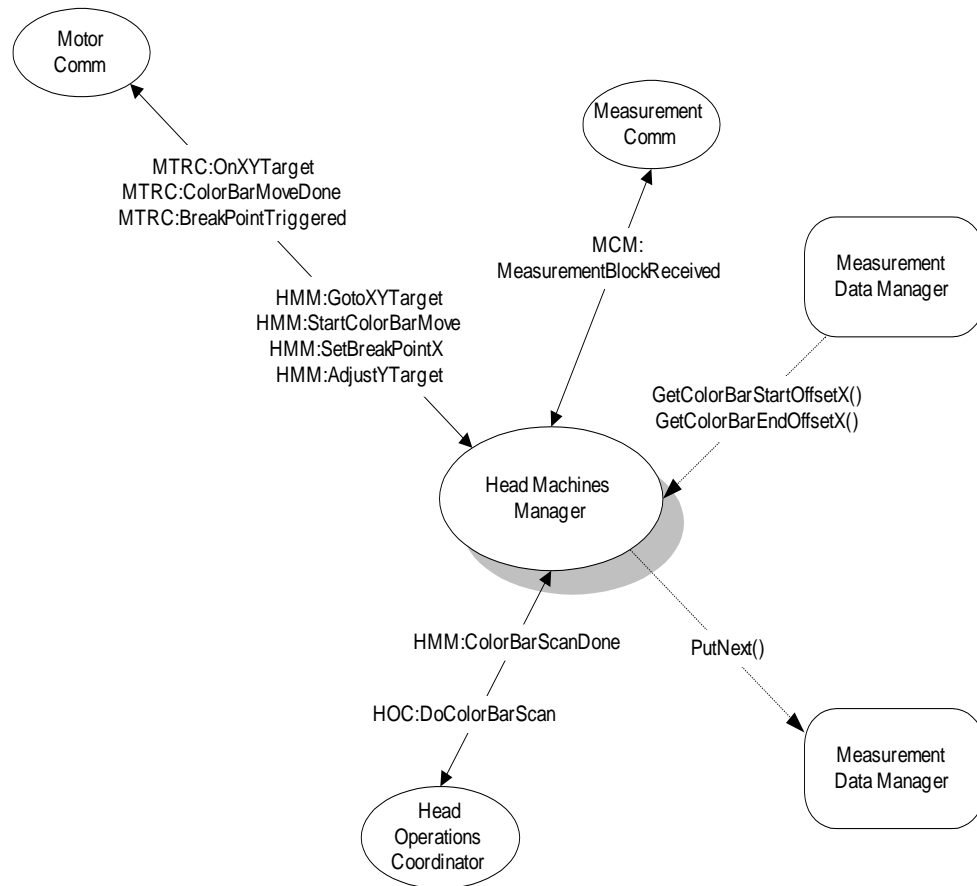 Motor
Comm
Measurement
Comm
MTRC:OnXYTarget
MTRC:ColorBarMoveDone
MTRC:BreakPointTriggered
MCM:
MeasurementBlockReceived
Measurement
Data Manager
HMM:GotoXYTarget
HMM:StartColorBarMove
HMM:SetBreakPointX
HMM:AdjustYTarget
GetColorBarStartOffsetX()
GetColorBarEndOffsetX()
Head Machines
Manager
HMM:ColorBarScanDone
PutNext()
HOC:DoColorBarScan
Measurement
Data Manager
Head
Operations
Coordinator